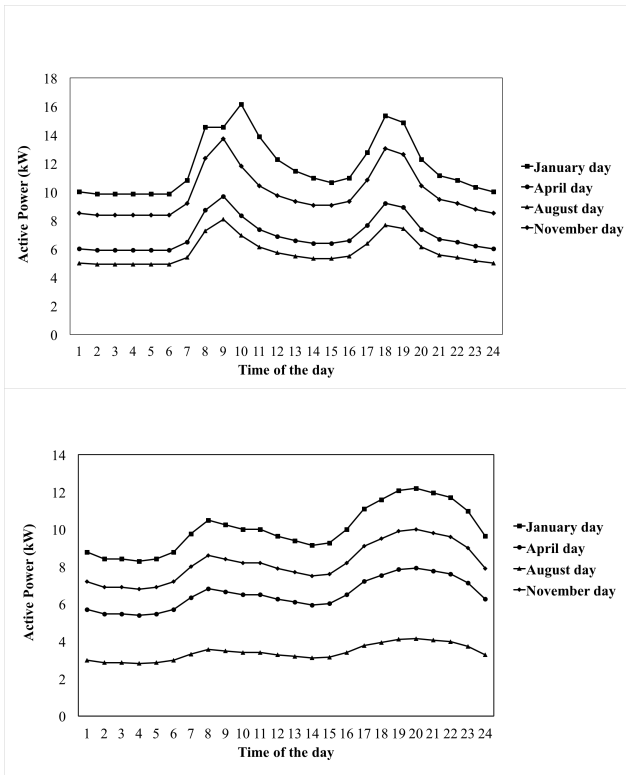 18
16
14
12
10
8
6
4
2
0
Active Power (kW)
1 2 3 4 5 6 7 8 9 10 11 12 13 14 15 16 17 18 19 20 21 22 23 24
Time of the day
January day
April day
August day
November day
14
12
10
8
6
4
2
0
Active Power (kW)
1 2 3 4 5 6 7 8 9 10 11 12 13 14 15 16 17 18 19 20 21 22 23 24
Time of the day
January day
April day
August day
November day